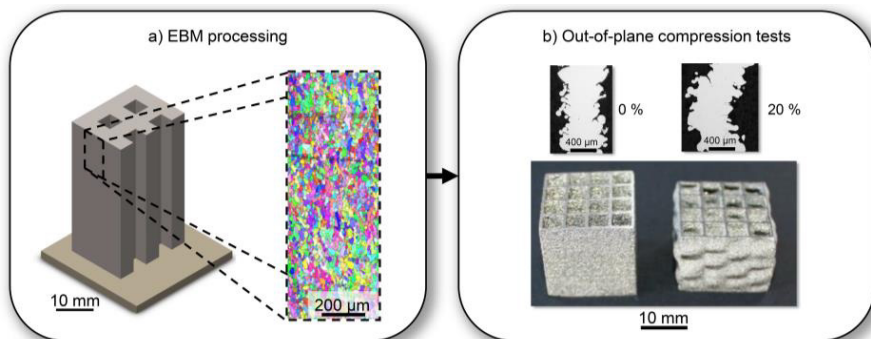 a) EBM processing
10 mm
200 µm
b) Out-of-plane compression tests
0 %
400 µm
20 %
400 µm
10 mm